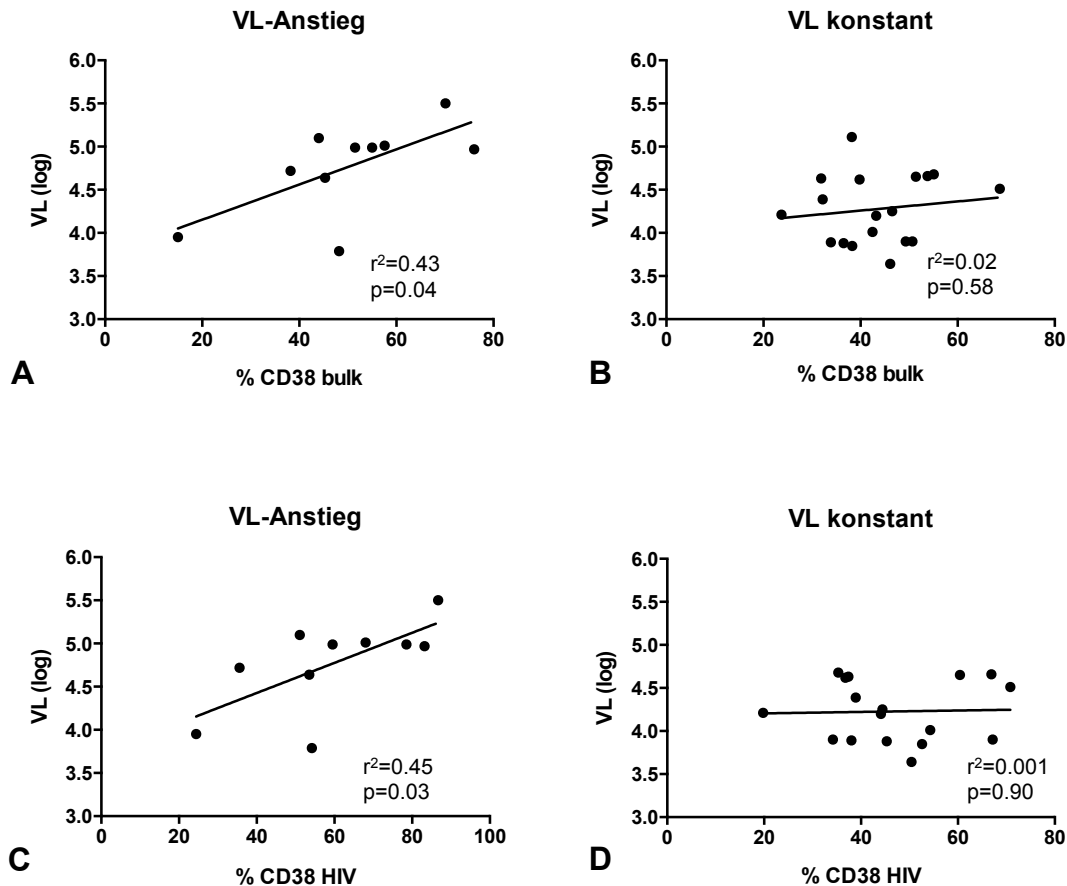 VL-Anstieg
6.0
5.5
5.0
4.5
4.0
3.5
3.0
VL (log)
0 20 40 60 80
% CD38 bulk
r²=0.43
p=0.04
A
VL konstant
6.0
5.5
5.0
4.5
4.0
3.5
3.0
VL (log)
0 20 40 60 80
% CD38 bulk
r²=0.02
p=0.58
B
VL-Anstieg
6.0
5.5
5.0
4.5
4.0
3.5
3.0
VL (log)
0 20 40 60 80 100
% CD38 HIV
r²=0.45
p=0.03
C
VL konstant
6.0
5.5
5.0
4.5
4.0
3.5
3.0
VL (log)
0 20 40 60 80
% CD38 HIV
r²=0.001
p=0.90
D